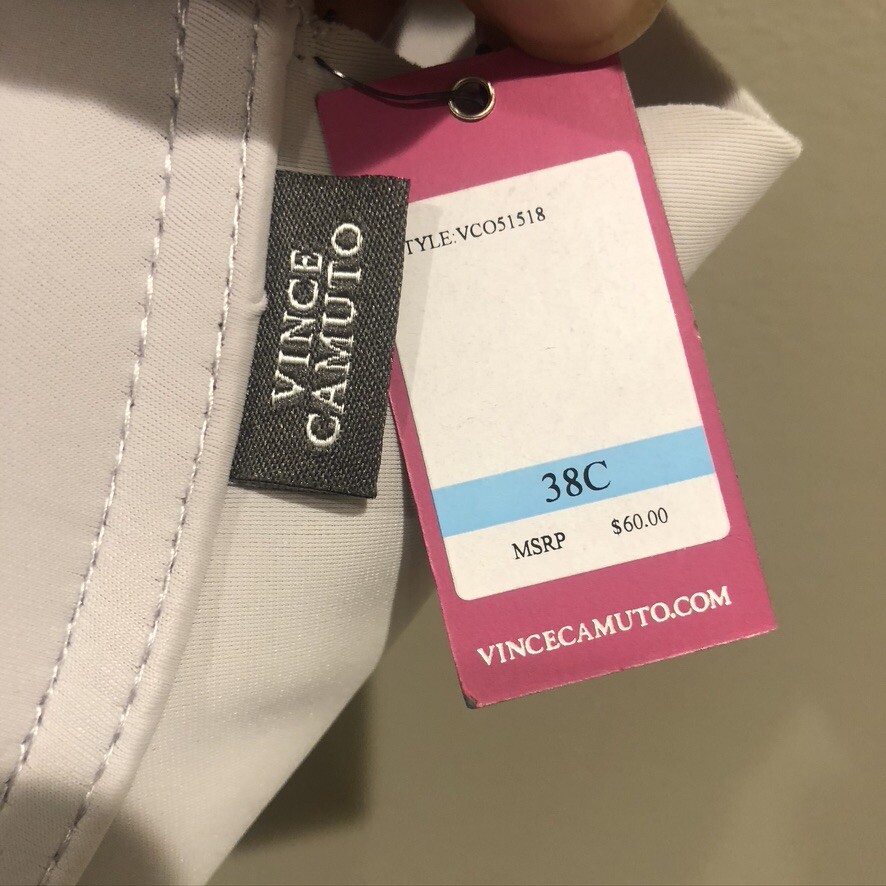 VINCE
CAMUTO
TYLE:VCO51518
38C
MSRP $60.00
VINCECAMUTO.COM